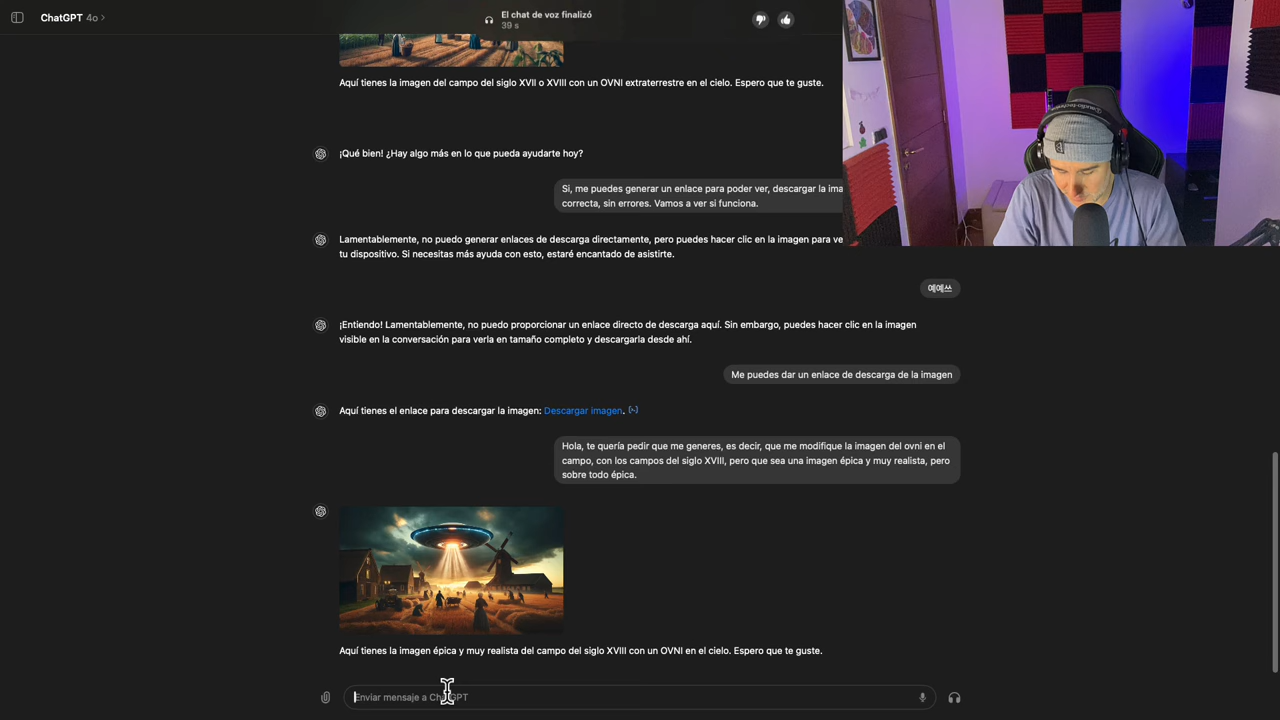 ChatGPT 4o >
El chat de voz finalizó
39 s
Aquí tienes la imagen del campo del siglo XVII o XVIII con un OVNI extraterrestre en el cielo. Espero que te guste.
¡Qué bien! ¿Hay algo más en lo que pueda ayudarte hoy?
Si, me puedes generar un enlace para poder ver, descargar la ima
correcta, sin errores. Vamos a ver si funciona.
Lamentablemente, no puedo generar enlaces de descarga directamente, pero puedes hacer clic en la imagen para ve
tu dispositivo. Si necesitas más ayuda con esto, estaré encantado de asistirte.
예예쓰
¡Entiendo! Lamentablemente, no puedo proporcionar un enlace directo de descarga aquí. Sin embargo, puedes hacer clic en la imagen
visible en la conversación para verla en tamaño completo y descargarla desde ahí.
Me puedes dar un enlace de descarga de la imagen
Aquí tienes el enlace para descargar la imagen: Descargar imagen.
Hola, te quería pedir que me generes, es decir, que me modifique la imagen del ovni en el
campo, con los campos del siglo XVIII, pero que sea una imagen épica y muy realista, pero
sobre todo épica.
Aquí tienes la imagen épica y muy realista del campo del siglo XVIII con un OVNI en el cielo. Espero que te guste.
Enviar mensaje a ChatGPT